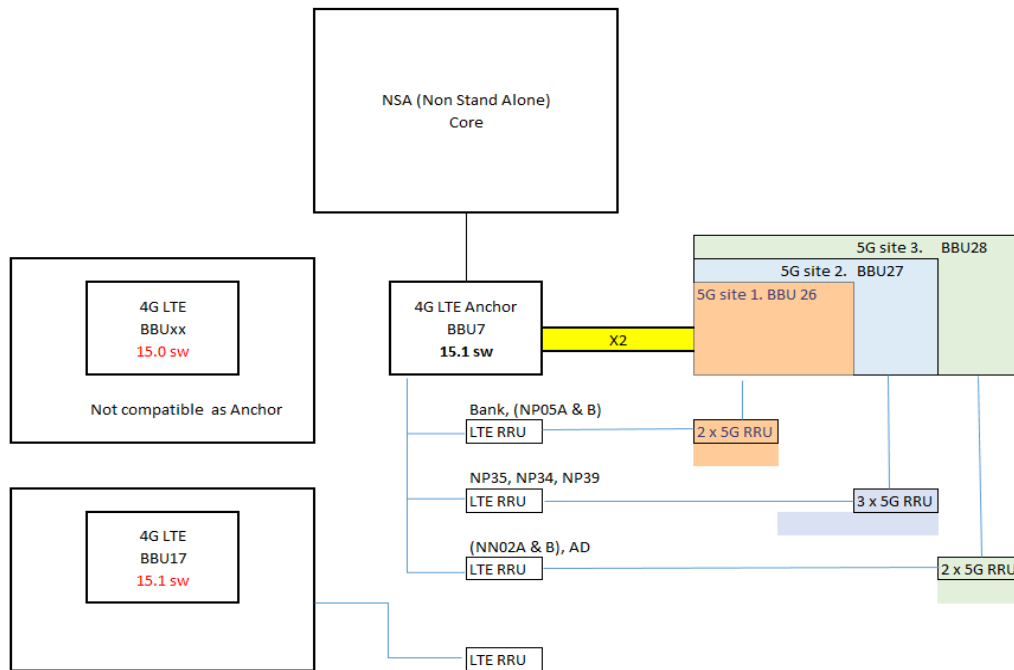 NSA (Non Stand Alone)
Core
5G site 3. BBU28
5G site 2. BBU27
5G site 1. BBU 26
4G LTE
BBUxx
15.0 sw
Not compatible as Anchor
4G LTE Anchor
BBU7
15.1 sw
X2
Bank, (NP05A & B)
LTE RRU
2 x 5G RRU
NP35, NP34, NP39
LTE RRU
3 x 5G RRU
(NN02A & B), AD
LTE RRU
2 x 5G RRU
4G LTE
BBU17
15.1 sw
LTE RRU